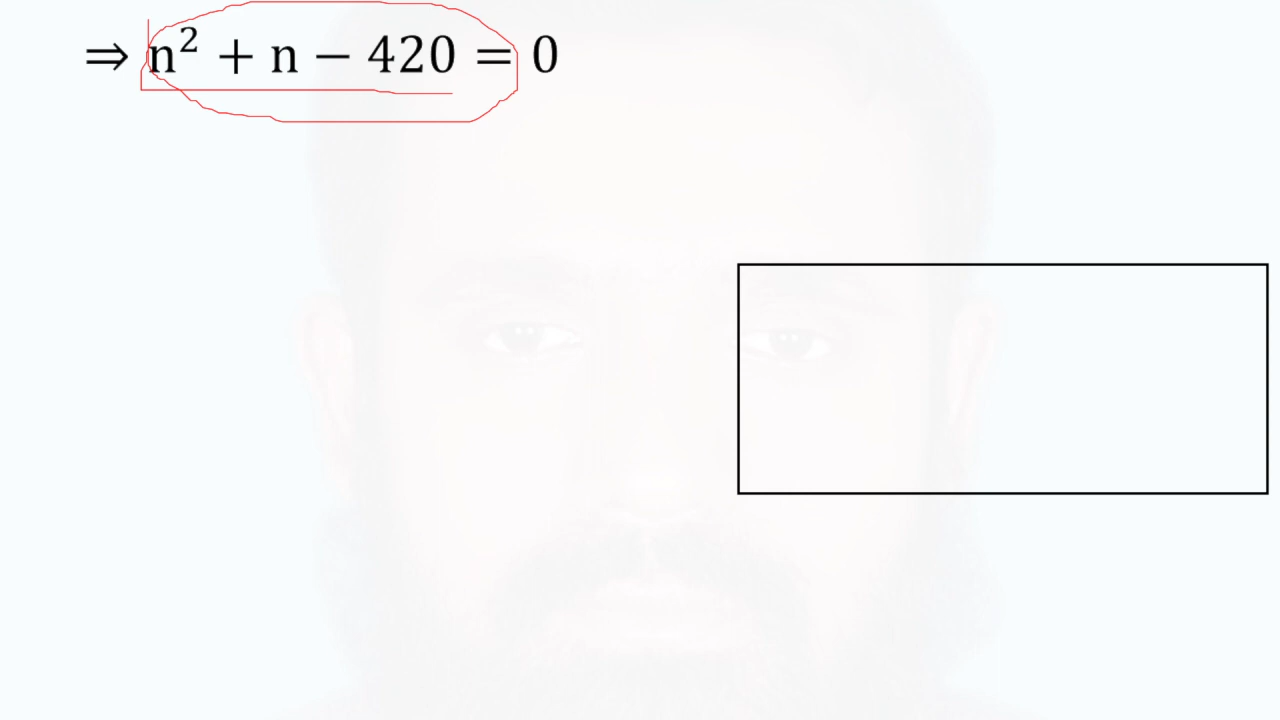 ⇒ n² + n − 420 = 0